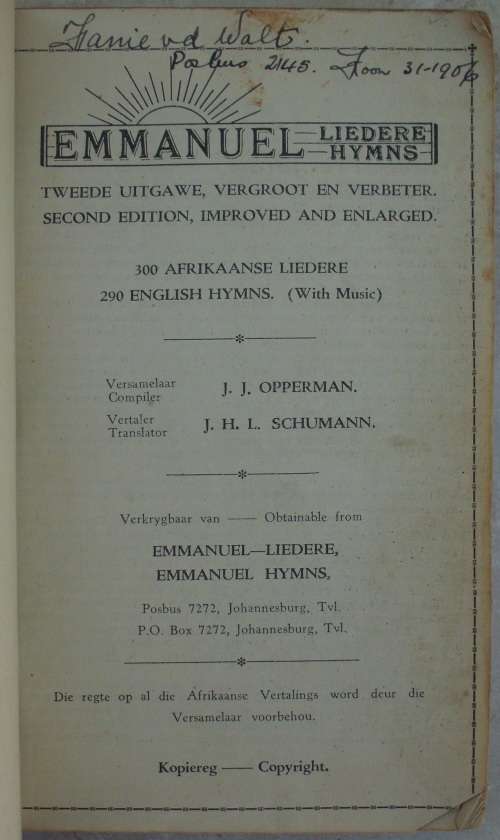 v d Walt.
Posbus 2145. Foon 31-1906
EMMANUEL LIEDERE HYMNS
TWEEDE UITGAWE, VERGROOT EN VERBETER.
SECOND EDITION, IMPROVED AND ENLARGED.
300 AFRIKAANSE LIEDERE
290 ENGLISH HYMNS. (With Music)
Versamelaar
Compiler
J. J. OPPERMAN.
Vertaler
Translator
J. H. L. SCHUMANN.
Verkrygbaar van —— Obtainable from
EMMANUEL—LIEDERE,
EMMANUEL HYMNS,
Posbus 7272, Johannesburg, Tvl.
P.O. Box 7272, Johannesburg, Tvl.
Die regte op al die Afrikaanse Vertalings word deur die
Versamelaar voorbehou.
Kopiereg —— Copyright.